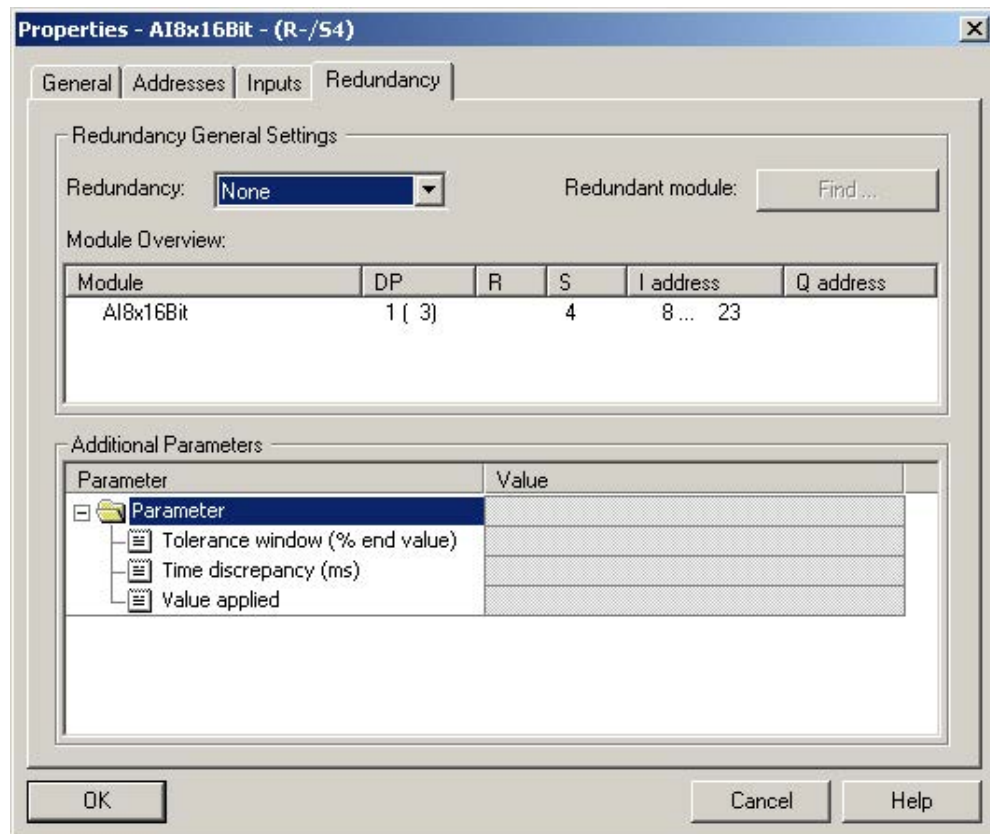 Properties - AI8x16Bit - (R-/S4)
General Addresses Inputs Redundancy
Redundancy General Settings
Redundancy: None Redundant module: Find ...
Module Overview:
Module DP R S I address Q address
AI8x16Bit 1 ( 3) 4 8 ... 23
Additional Parameters
Parameter Value
Parameter
Tolerance window (% end value)
Time discrepancy (ms)
Value applied
OK Cancel Help